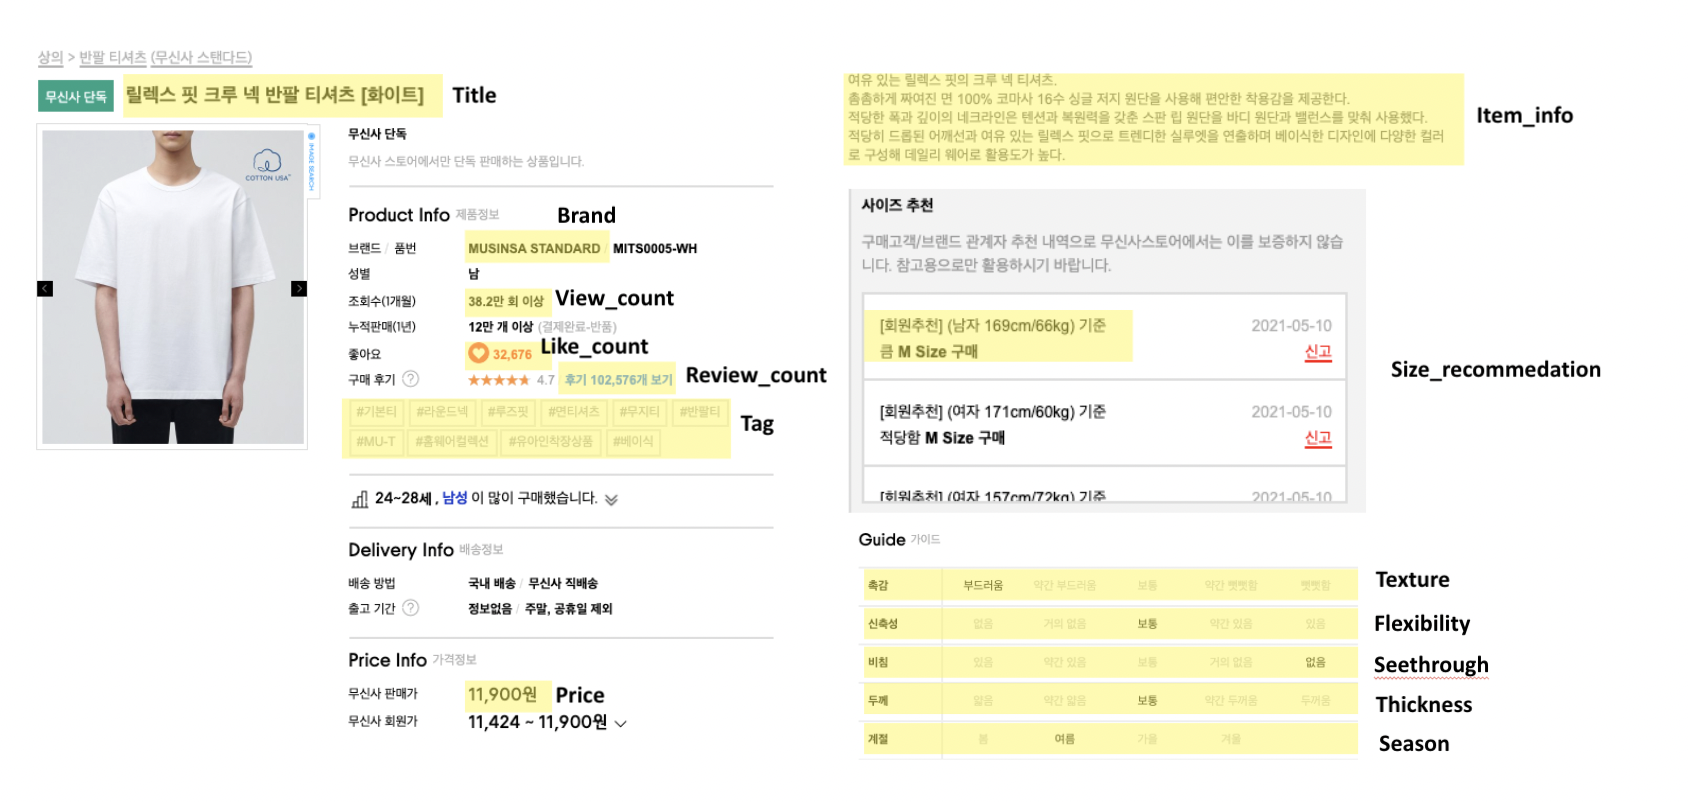 상의 > 반팔 티셔츠 (무신사 스탠다드)
무신사 단독 릴렉스 핏 크루 넥 반팔 티셔츠 [화이트] Title
COTTON USA™
IMAGE SEARCH
무신사 단독
무신사 스토어에서만 단독 판매하는 상품입니다.
Product Info 제품정보 Brand
브랜드 / 품번 MUSINSA STANDARD / MITS0005-WH
성별 남
조회수(1개월) 38.2만 회 이상 View_count
누적판매(1년) 12만 개 이상 (결제완료-반품)
좋아요 32,676 Like_count
구매 후기 ? ★★★★★ 4.7 후기 102,576개 보기 Review_count
#기본티 #라운드넥 #루즈핏 #면티셔츠 #무지티 #반팔티 Tag
#MU-T #홈웨어컬렉션 #유아인착장상품 #베이식
24~28세 , 남성 이 많이 구매했습니다.
Delivery Info 배송정보
배송 방법 국내 배송 / 무신사 직배송
출고 기간 ? 정보없음 / 주말, 공휴일 제외
Price Info 가격정보
무신사 판매가 11,900원 Price
무신사 회원가 11,424 ~ 11,900원
여유 있는 릴렉스 핏의 크루 넥 티셔츠.
촘촘하게 짜여진 면 100% 코마사 16수 싱글 저지 원단을 사용해 편안한 착용감을 제공한다.
적당한 폭과 깊이의 네크라인은 텐션과 복원력을 갖춘 스판 립 원단을 바디 원단과 밸런스를 맞춰 사용했다.
적당히 드롭된 어깨선과 여유 있는 릴렉스 핏으로 트렌디한 실루엣을 연출하며 베이식한 디자인에 다양한 컬러
로 구성해 데일리 웨어로 활용도가 높다.
Item_info
사이즈 추천
구매고객/브랜드 관계자 추천 내역으로 무신사스토어에서는 이를 보증하지 않습
니다. 참고용으로만 활용하시기 바랍니다.
[회원추천] (남자 169cm/66kg) 기준 2021-05-10
큼 M Size 구매 신고
Size_recommedation
[회원추천] (여자 171cm/60kg) 기준 2021-05-10
적당함 M Size 구매 신고
[회원추천] (여자 157cm/72kg) 기준 2021-05-10
Guide 가이드
촉감 부드러움 약간 부드러움 보통 약간 뻣뻣함 뻣뻣함 Texture
신축성 없음 거의 없음 보통 약간 있음 있음 Flexibility
비침 있음 약간 있음 보통 거의 없음 없음 Seethrough
두께 얇음 약간 얇음 보통 약간 두꺼움 두꺼움 Thickness
계절 봄 여름 가을 겨울 Season